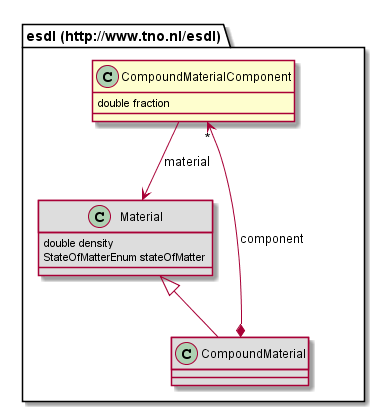 esdl (http://www.tno.nl/esdl)
C CompoundMaterialComponent
double fraction
*
material
C Material
double density
StateOfMatterEnum stateOfMatter
component
C CompoundMaterial